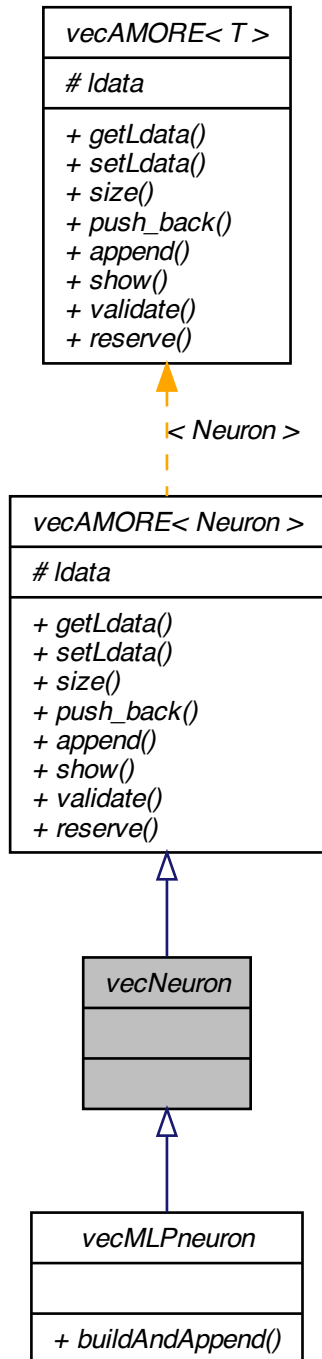 vecAMORE< T >
# ldata
+ getLdata()
+ setLdata()
+ size()
+ push_back()
+ append()
+ show()
+ validate()
+ reserve()
< Neuron >
vecAMORE< Neuron >
# ldata
+ getLdata()
+ setLdata()
+ size()
+ push_back()
+ append()
+ show()
+ validate()
+ reserve()
vecNeuron
vecMLPneuron
+ buildAndAppend()